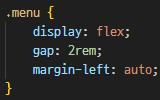 .menu {
    display: flex;
    gap: 2rem;
    margin-left: auto;
}